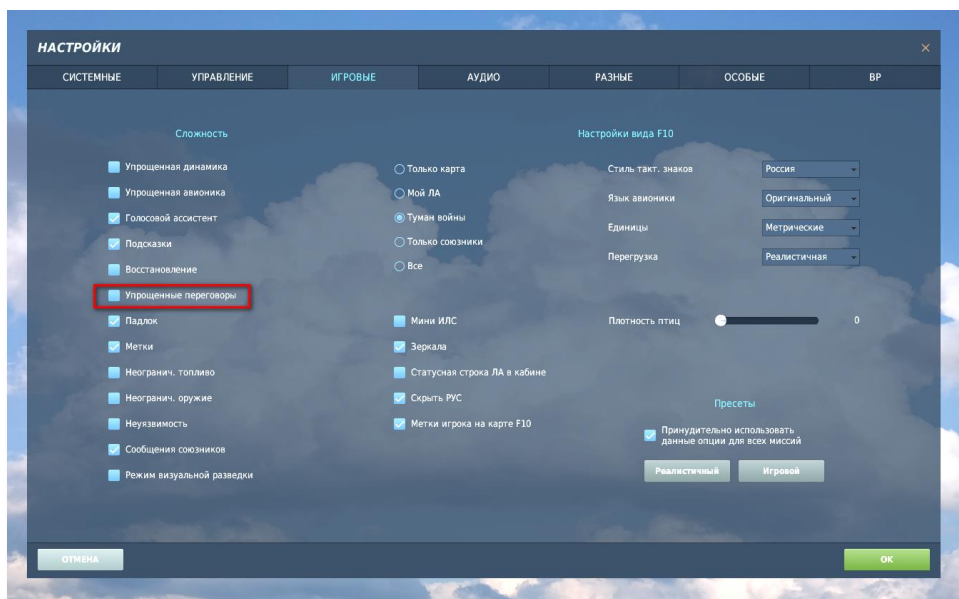 НАСТРОЙКИ
СИСТЕМНЫЕ УПРАВЛЕНИЕ ИГРОВЫЕ АУДИО РАЗНЫЕ ОСОБЫЕ ВР
Сложность
Упрощенная динамика
Упрощенная авионика
Голосовой ассистент
Подсказки
Восстановление
Упрощенные переговоры
Падлок
Метки
Неогранич. топливо
Неогранич. оружие
Неуязвимость
Сообщения союзников
Режим визуальной разведки
Только карта
Мой ЛА
Туман войны
Только союзники
Все
Мини ИЛС
Зеркала
Статусная строка ЛА в кабине
Скрыть РУС
Метки игрока на карте F10
Настройки вида F10
Стиль такт. знаков Россия
Язык авионики Оригинальный
Единицы Метрические
Перегрузка Реалистичная
Плотность птиц 0
Пресеты
Принудительно использовать
данные опции для всех миссий
Реалистичный Игровой
ОТМЕНА OK